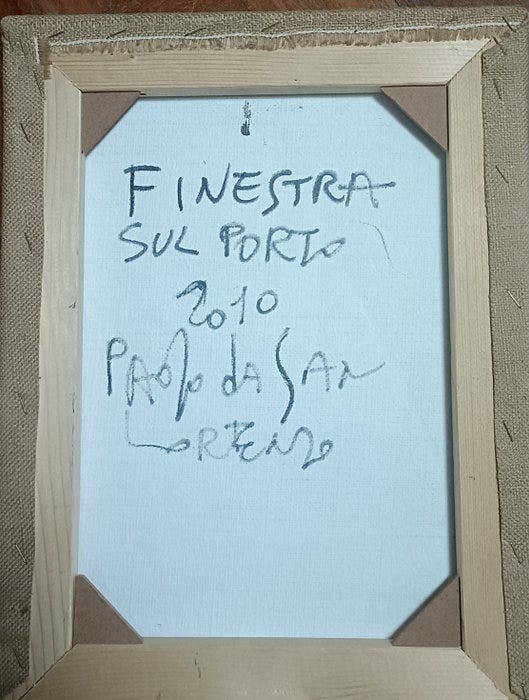 FINESTRA
SUL PORTO
2010
PAOLO dA SAN
LORENZO